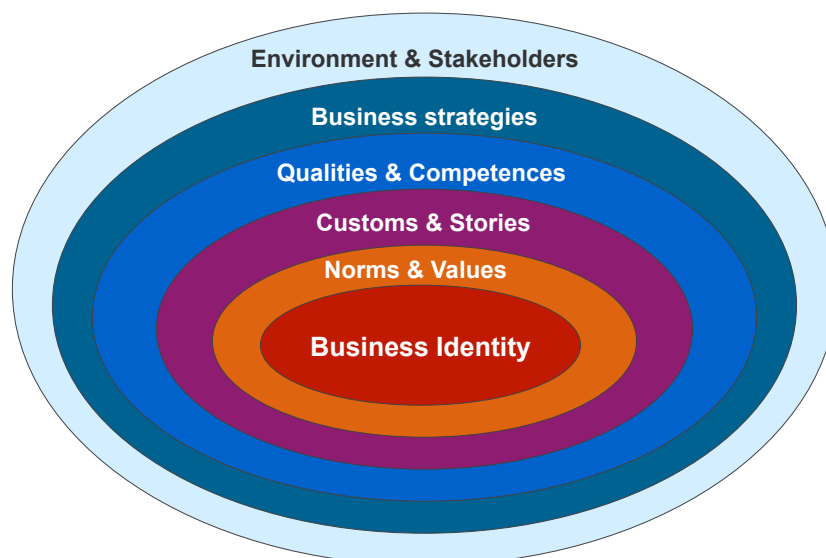 Environment & Stakeholders
Business strategies
Qualities & Competences
Customs & Stories
Norms & Values
Business Identity